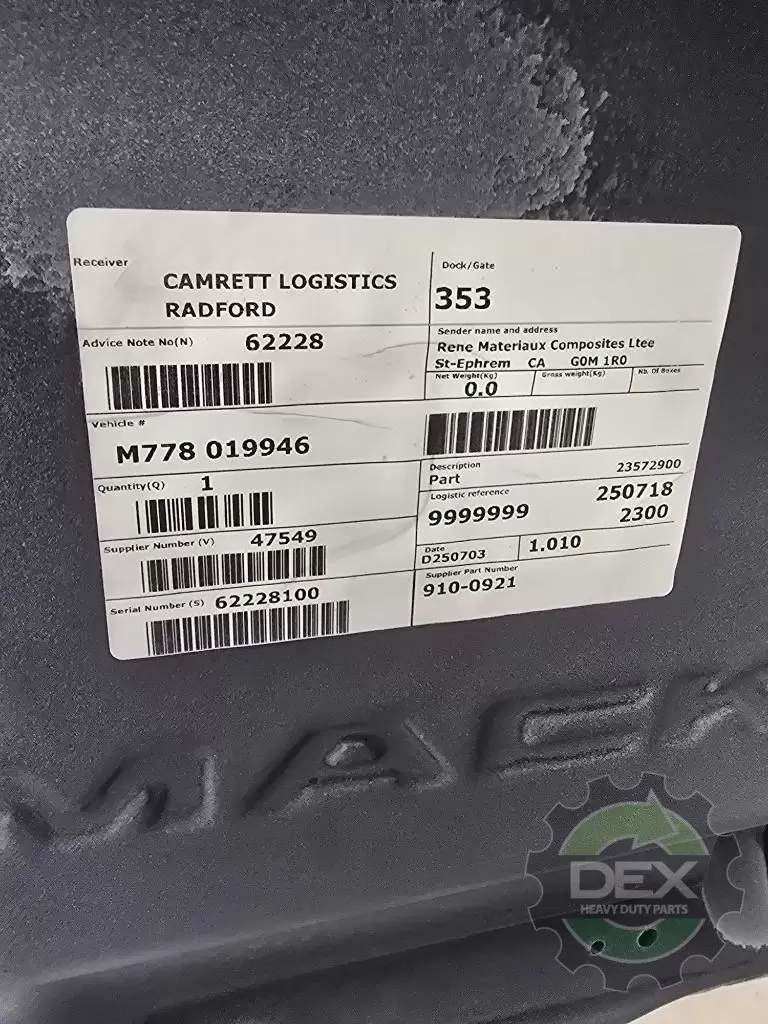 Receiver
CAMRETT LOGISTICS
RADFORD
Dock/Gate
353
Advice Note No(N) 62228
Sender name and address
Rene Materiaux Composites Ltee
St-Ephrem CA G0M 1R0
Net Weight(Kg) Gross weight(Kg) Nb. Of Boxes
0.0
Vehicle #
M778 019946
Quantity(Q) 1
Description 23572900
Part
Logistic reference 250718
9999999 2300
Supplier Number (V) 47549
Date
D250703 1.010
Serial Number (S) 62228100
Supplier Part Number
910-0921
MACK
DEX
HEAVY DUTY PARTS